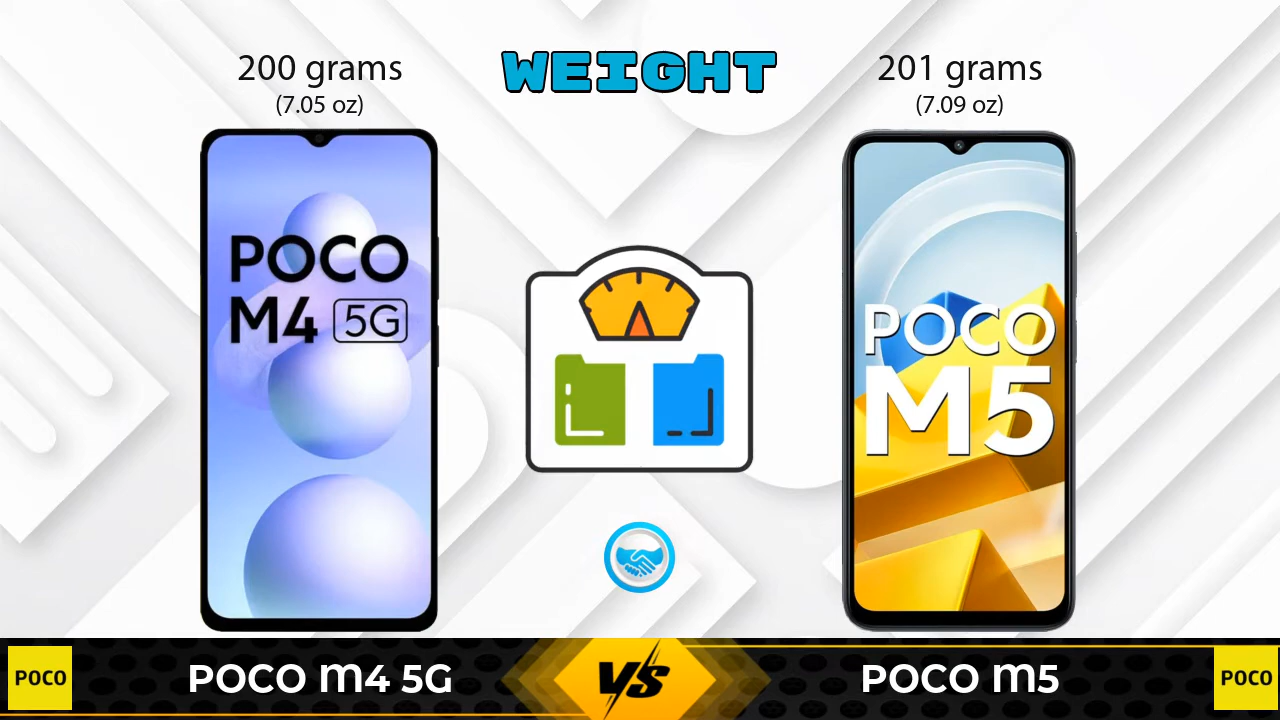 WEIGHT
200 grams
(7.05 oz)
201 grams
(7.09 oz)
POCO
M4 5G
POCO
M5
POCO
POCO M4 5G
VS
POCO M5
POCO